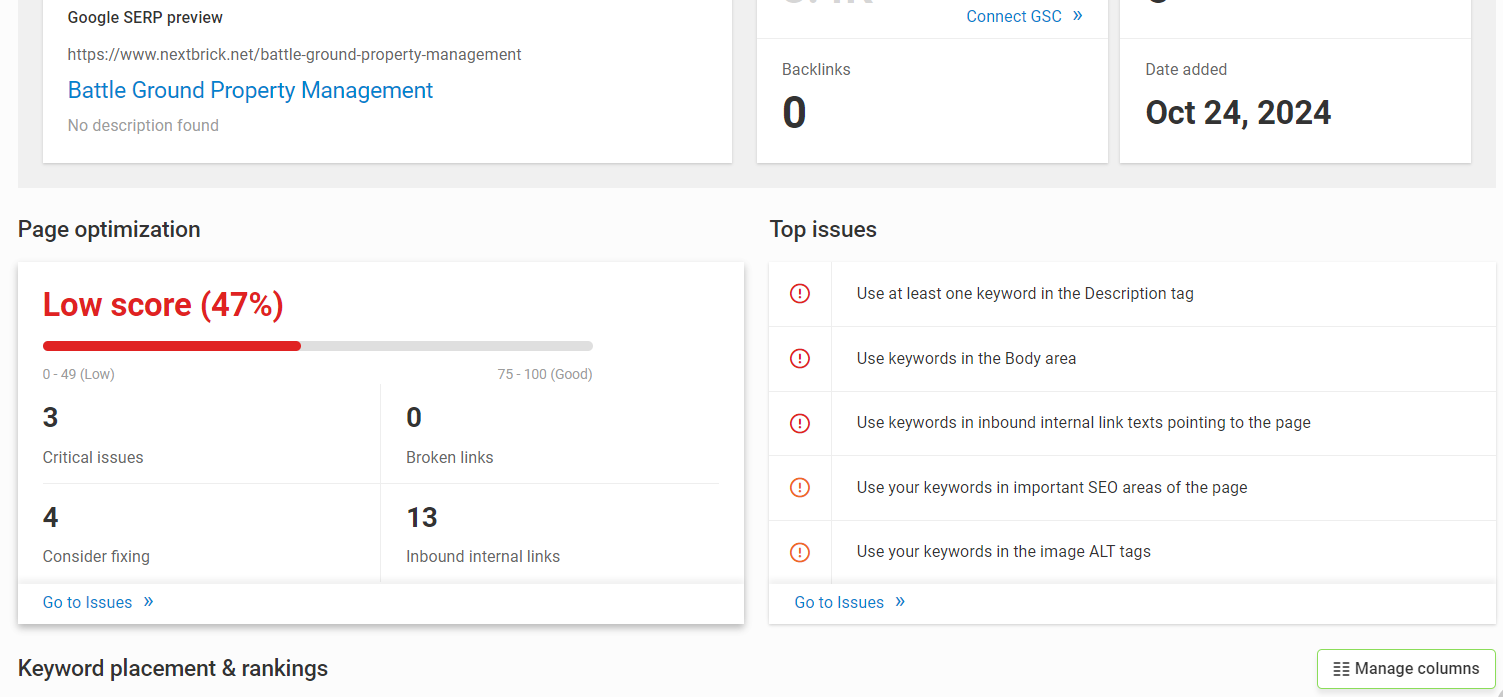 Google SERP preview
https://www.nextbrick.net/battle-ground-property-management
Battle Ground Property Management
No description found
Connect GSC »
Backlinks
0
Date added
Oct 24, 2024
Page optimization
Low score (47%)
0 - 49 (Low)
75 - 100 (Good)
3
Critical issues
0
Broken links
4
Consider fixing
13
Inbound internal links
Go to Issues »
Top issues
Use at least one keyword in the Description tag
Use keywords in the Body area
Use keywords in inbound internal link texts pointing to the page
Use your keywords in important SEO areas of the page
Use your keywords in the image ALT tags
Go to Issues »
Keyword placement & rankings
Manage columns